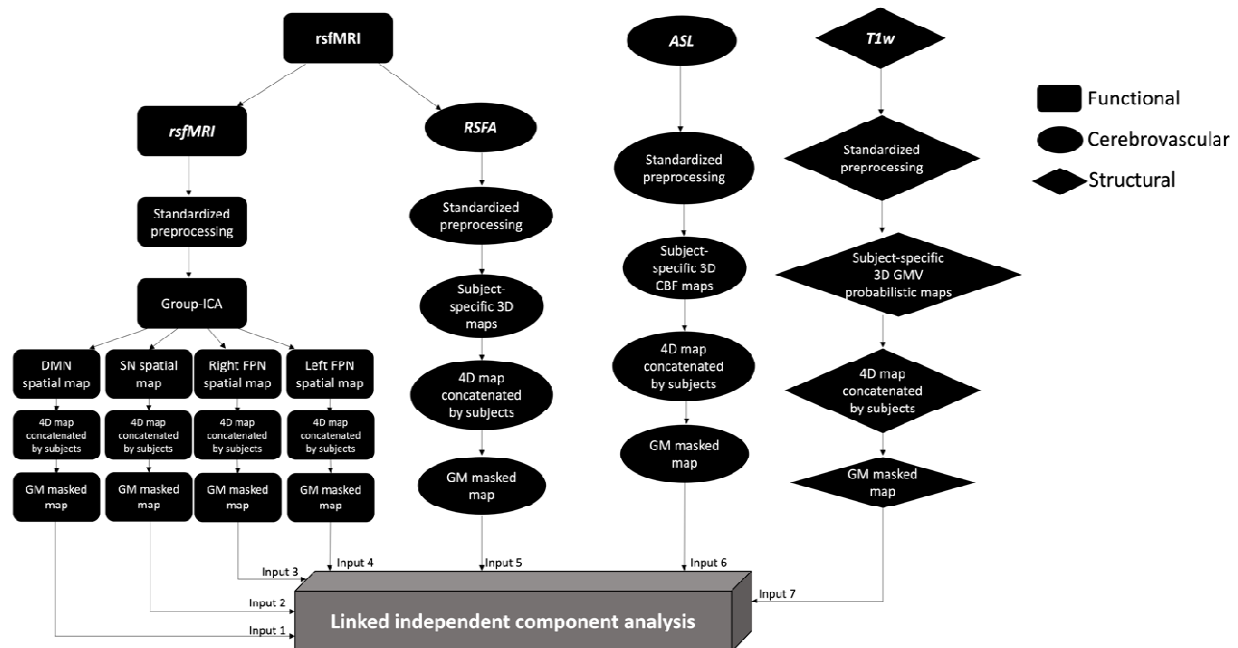 rsfMRI
ASL
T1w
Functional
Cerebrovascular
Structural
rsfMRI
RSFA
Standardized
preprocessing
Standardized
preprocessing
Standardized
preprocessing
Standardized
preprocessing
Group-ICA
Subject-
specific 3D
maps
Subject-
specific 3D
CBF maps
Subject-specific
3D GMV
probabilistic maps
DMN
spatial map
SN spatial
map
Right FPN
spatial map
Left FPN
spatial map
4D map
concatenated
by subjects
4D map
concatenated
by subjects
4D map
concatenated
by subjects
4D map
concatenated
by subjects
4D map
concatenated
by subjects
4D map
concatenated
by subjects
4D map
concatenated
by subjects
GM masked
map
GM masked
map
GM masked
map
GM masked
map
GM masked
map
GM masked
map
GM masked
map
Input 4
Input 5
Input 6
Input 3
Input 7
Input 2
Input 1
Linked independent component analysis